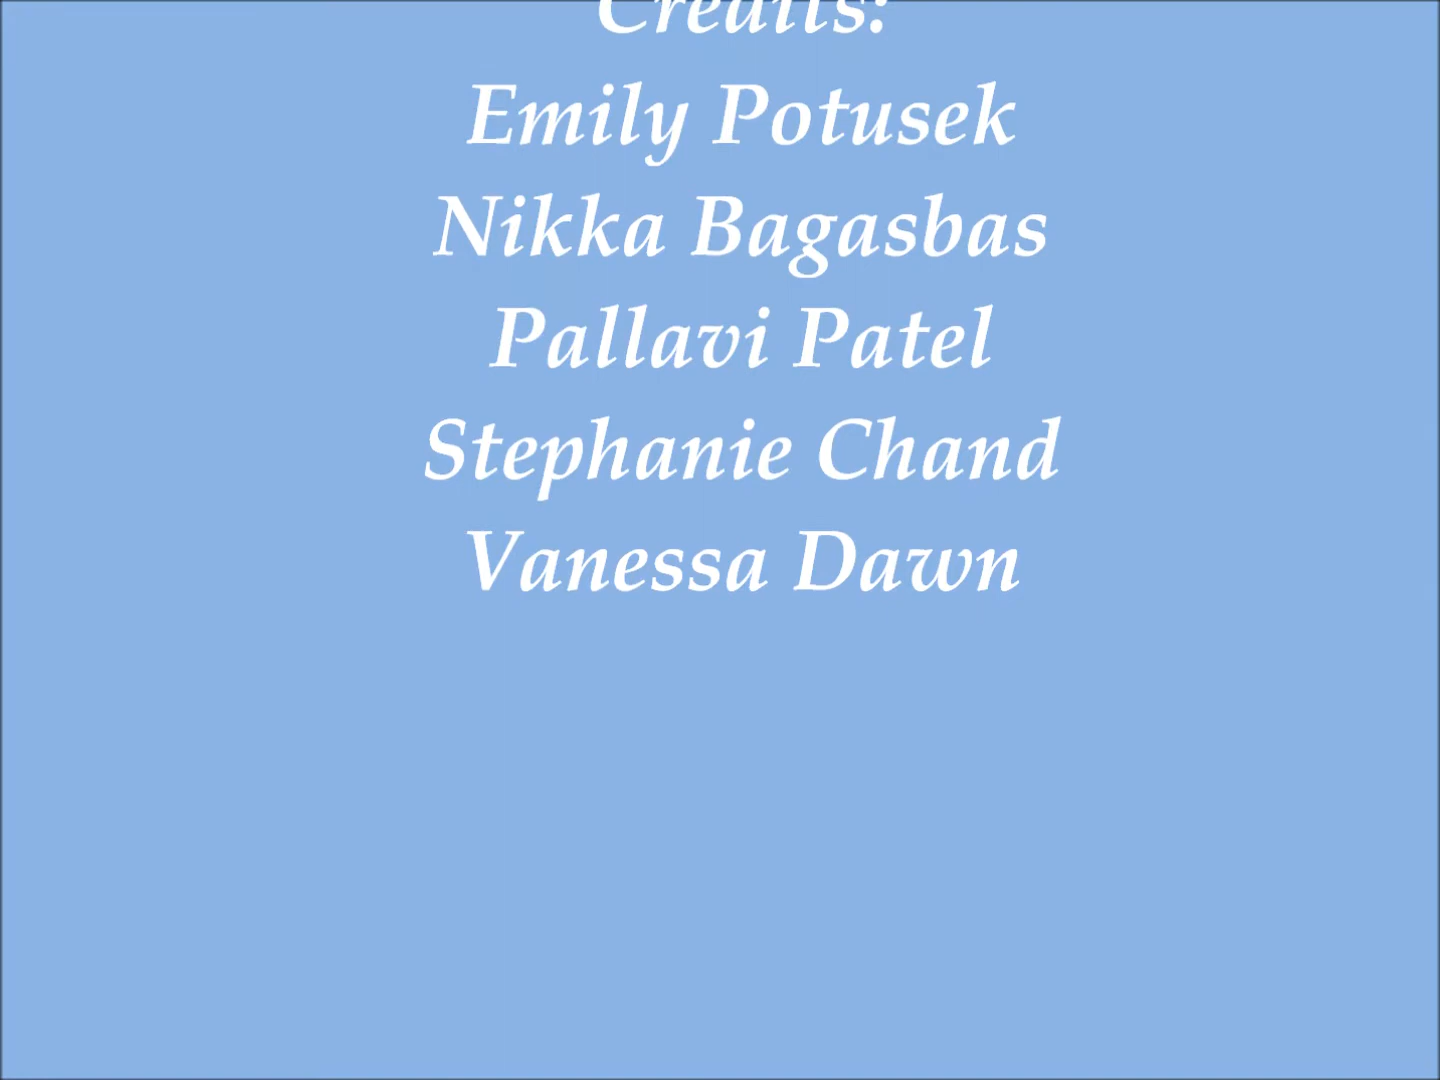 Credits:
Emily Potusek
Nikka Bagasbas
Pallavi Patel
Stephanie Chand
Vanessa Dawn